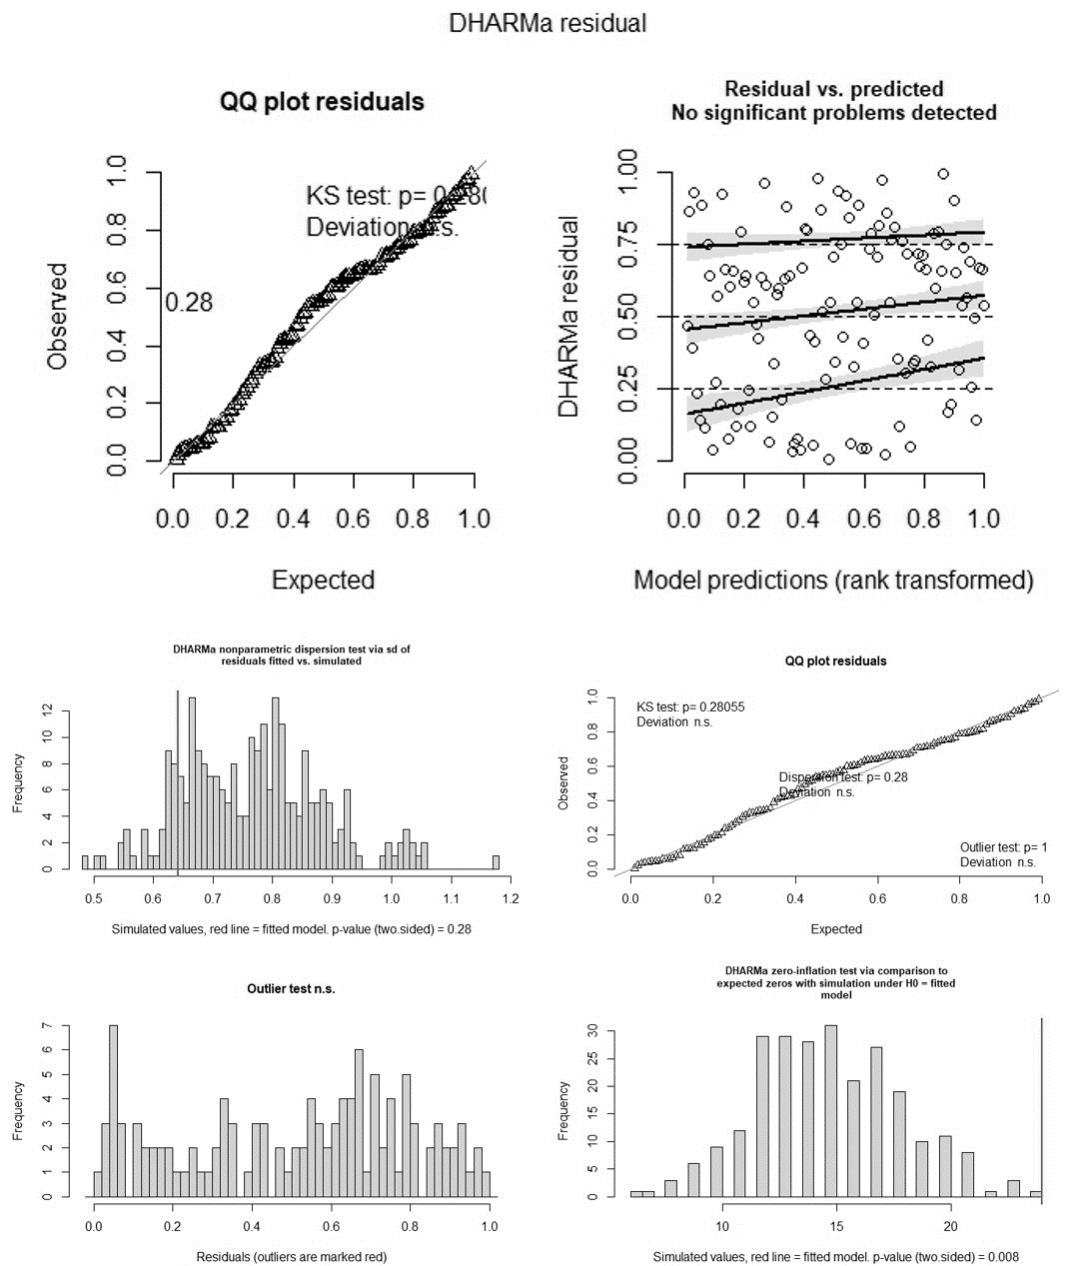 DHARMa residual
QQ plot residuals
KS test: p= 0.280
Deviation n.s.
0.28
Observed
0.0 0.2 0.4 0.6 0.8 1.0
0.0 0.2 0.4 0.6 0.8 1.0
Expected
Residual vs. predicted
No significant problems detected
DHARMa residual
0.00 0.25 0.50 0.75 1.00
0.0 0.2 0.4 0.6 0.8 1.0
Model predictions (rank transformed)
DHARMa nonparametric dispersion test via sd of
residuals fitted vs. simulated
Frequency
0 2 4 6 8 10 12
0.5 0.6 0.7 0.8 0.9 1.0 1.1 1.2
Simulated values, red line = fitted model. p-value (two.sided) = 0.28
QQ plot residuals
KS test: p= 0.28055
Deviation n.s.
Dispersion test: p= 0.28
Deviation n.s.
Outlier test: p= 1
Deviation n.s.
Observed
0.0 0.2 0.4 0.6 0.8 1.0
0.0 0.2 0.4 0.6 0.8 1.0
Expected
Outlier test n.s.
Frequency
0 1 2 3 4 5 6 7
0.0 0.2 0.4 0.6 0.8 1.0
Residuals (outliers are marked red)
DHARMa zero-inflation test via comparison to
expected zeros with simulation under H0 = fitted
model
Frequency
0 5 10 15 20 25 30
10 15 20
Simulated values, red line = fitted model. p-value (two.sided) = 0.008